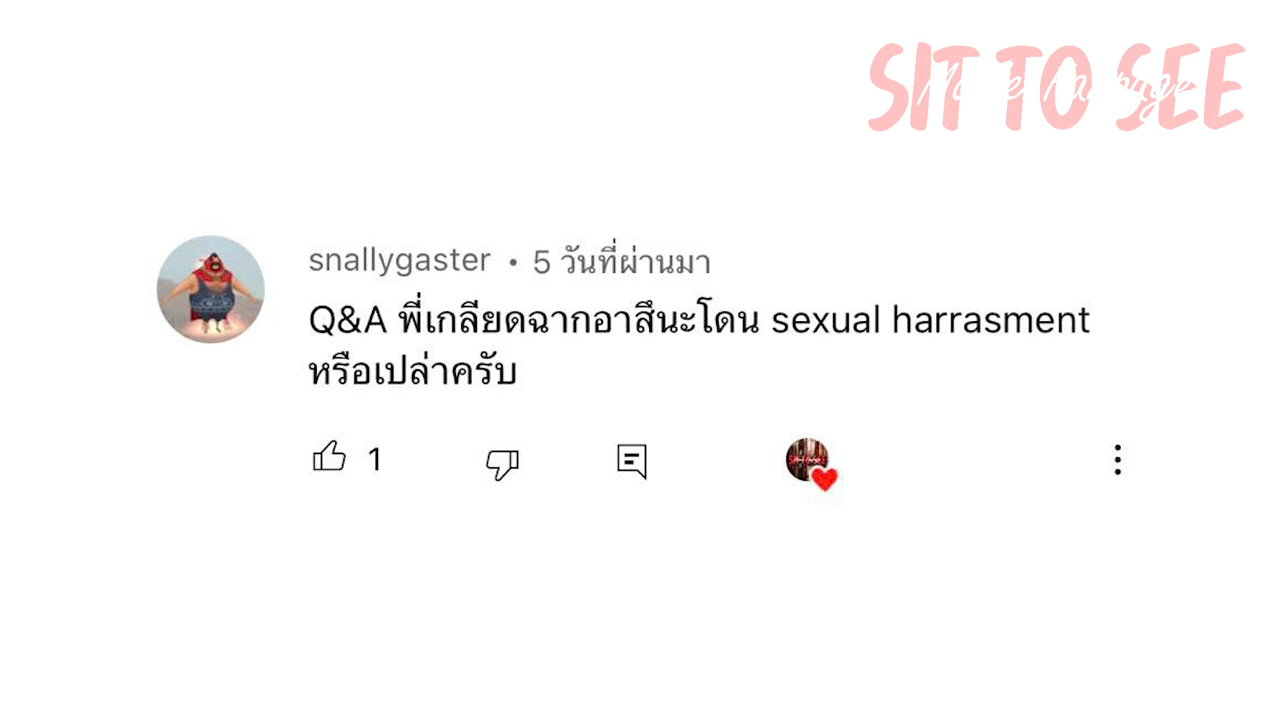 SIT TO SEE
snallygaster • 5 วันที่ผ่านมา
Q&A พี่เกลียดฉากอาสึนะโดน sexual harrasment
หรือเปล่าครับ
1